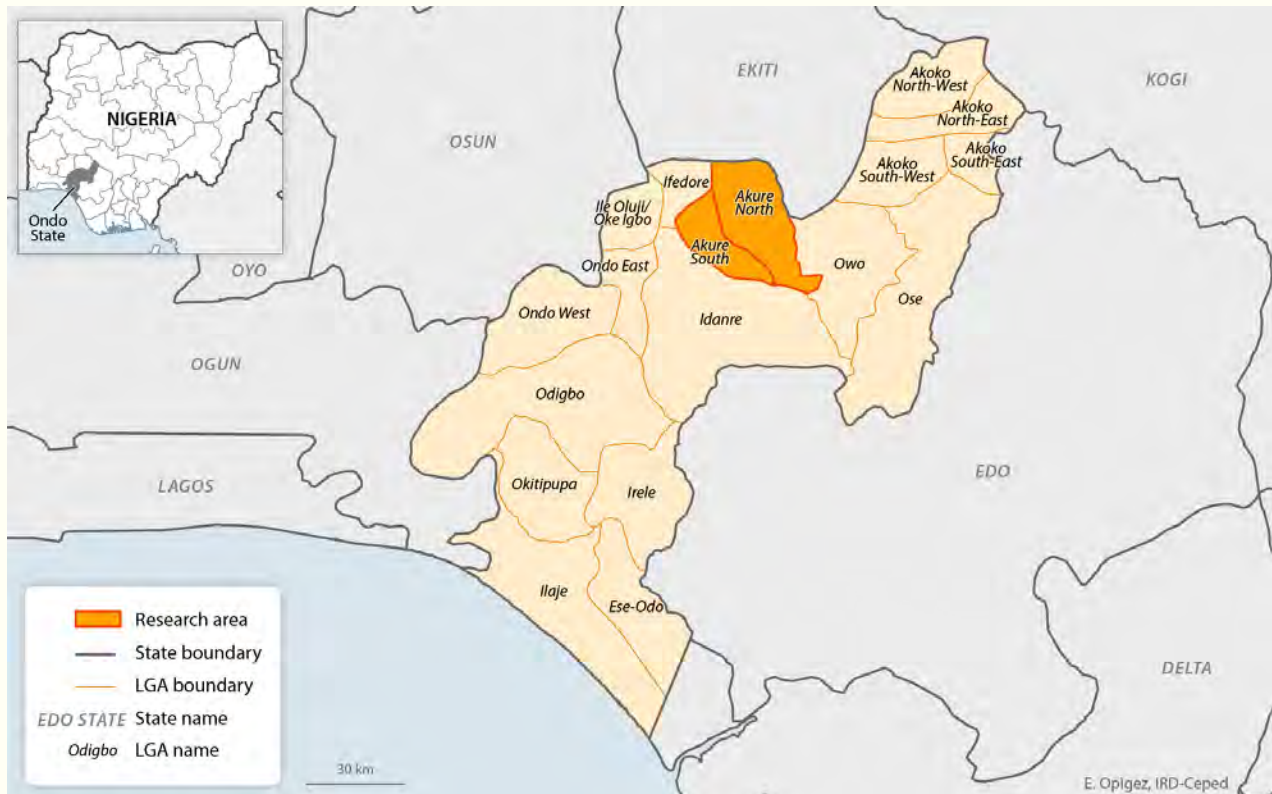 NIGERIA
Ondo
State
EKITI
KOGI
OSUN
OYO
OGUN
LAGOS
EDO
DELTA
Akoko
North-West
Akoko
North-East
Akoko
South-West
Akoko
South-East
Ifedore
Akure
North
Ile Oluji/
Oke Igbo
Akure
South
Ondo East
Owo
Ose
Ondo West
Idanre
Odigbo
Okitipupa
Irele
Ilaje
Ese-Odo
Research area
State boundary
LGA boundary
EDO STATE State name
Odigbo LGA name
30 km
E. Opigez, IRD-Ceped